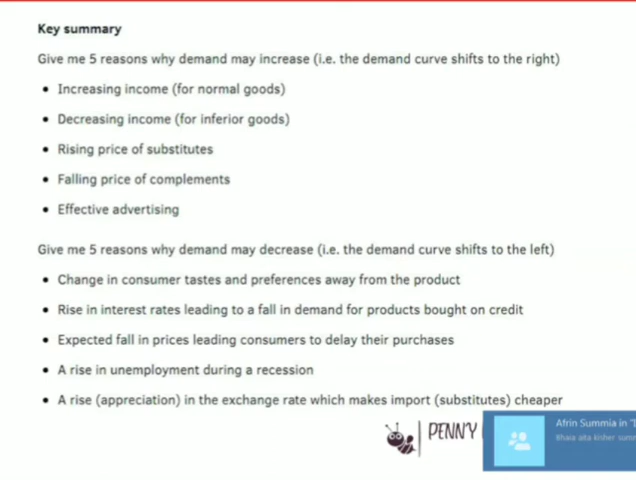 Key summary
Give me 5 reasons why demand may increase (i.e. the demand curve shifts to the right)
• Increasing income (for normal goods)
• Decreasing income (for inferior goods)
• Rising price of substitutes
• Falling price of complements
• Effective advertising
Give me 5 reasons why demand may decrease (i.e. the demand curve shifts to the left)
• Change in consumer tastes and preferences away from the product
• Rise in interest rates leading to a fall in demand for products bought on credit
• Expected fall in prices leading consumers to delay their purchases
• A rise in unemployment during a recession
• A rise (appreciation) in the exchange rate which makes import (substitutes) cheaper
PENNY
Afrin Summia in
Bhaia aita kisher